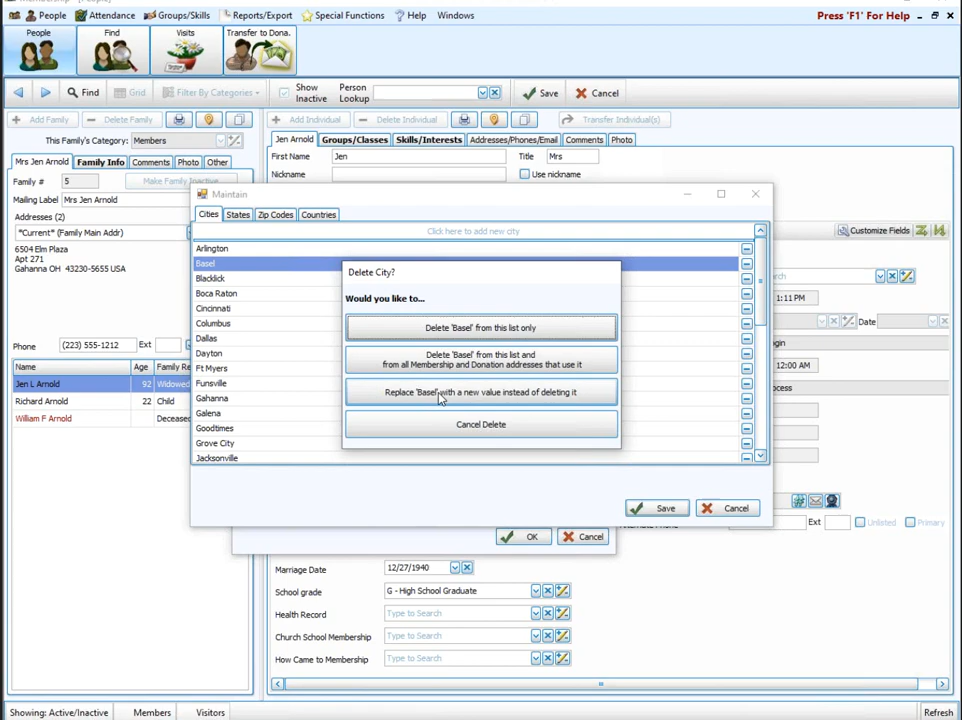 People Attendance Groups/Skills Reports/Export Special Functions Help Windows Press 'F1' For Help
People Find Visits Transfer to Dona.
Find Grid Filter By Categories Show Inactive Person Lookup Save Cancel
Add Family Delete Family Add Individual Delete Individual Transfer Individual(s)
This Family's Category: Members
Jen Arnold Groups/Classes Skills/Interests Addresses/Phones/Email Comments Photo
Mrs Jen Arnold Family Info Comments Photo Other
First Name Jen Title Mrs
Nickname Use nickname
Family # 5 Make Family Inactive
Mailing Label Mrs Jen Arnold
Addresses (2)
*Current* (Family Main Addr)
6504 Elm Plaza
Apt 271
Gahanna OH 43230-5655 USA
Phone (223) 555-1212 Ext
Name Age Family Re
Jen L Arnold 92 Widowed
Richard Arnold 22 Child
William F Arnold Deceased
Maintain
Cities States Zip Codes Countries
Click here to add new city
Arlington
Basel
Blacklick
Boca Raton
Cincinnati
Columbus
Dallas
Dayton
Ft Myers
Funsville
Gahanna
Galena
Goodtimes
Grove City
Jacksonville
Delete City?
Would you like to...
Delete 'Basel' from this list only
Delete 'Basel' from this list and
from all Membership and Donation addresses that use it
Replace 'Basel' with a new value instead of deleting it
Cancel Delete
Save Cancel
OK Cancel
Customize Fields
1:11 PM
Date
12:00 AM
Ext Unlisted Primary
Marriage Date 12/27/1940
School grade G - High School Graduate
Health Record Type to Search
Church School Membership Type to Search
How Came to Membership Type to Search
Showing: Active/Inactive Members Visitors Refresh